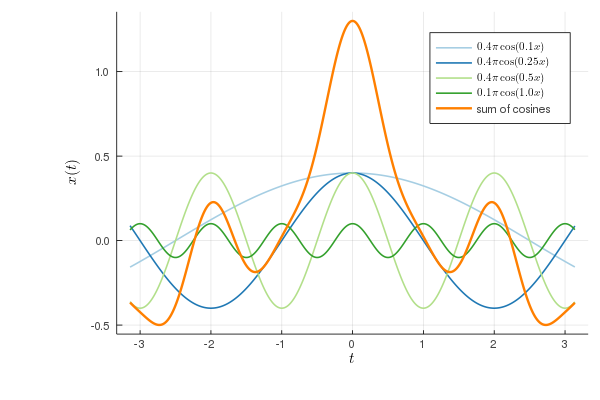 0.4π cos(0.1x)
0.4π cos(0.25x)
0.4π cos(0.5x)
0.1π cos(1.0x)
sum of cosines
1.0
0.5
0.0
-0.5
x(t)
-3 -2 -1 0 1 2 3
t